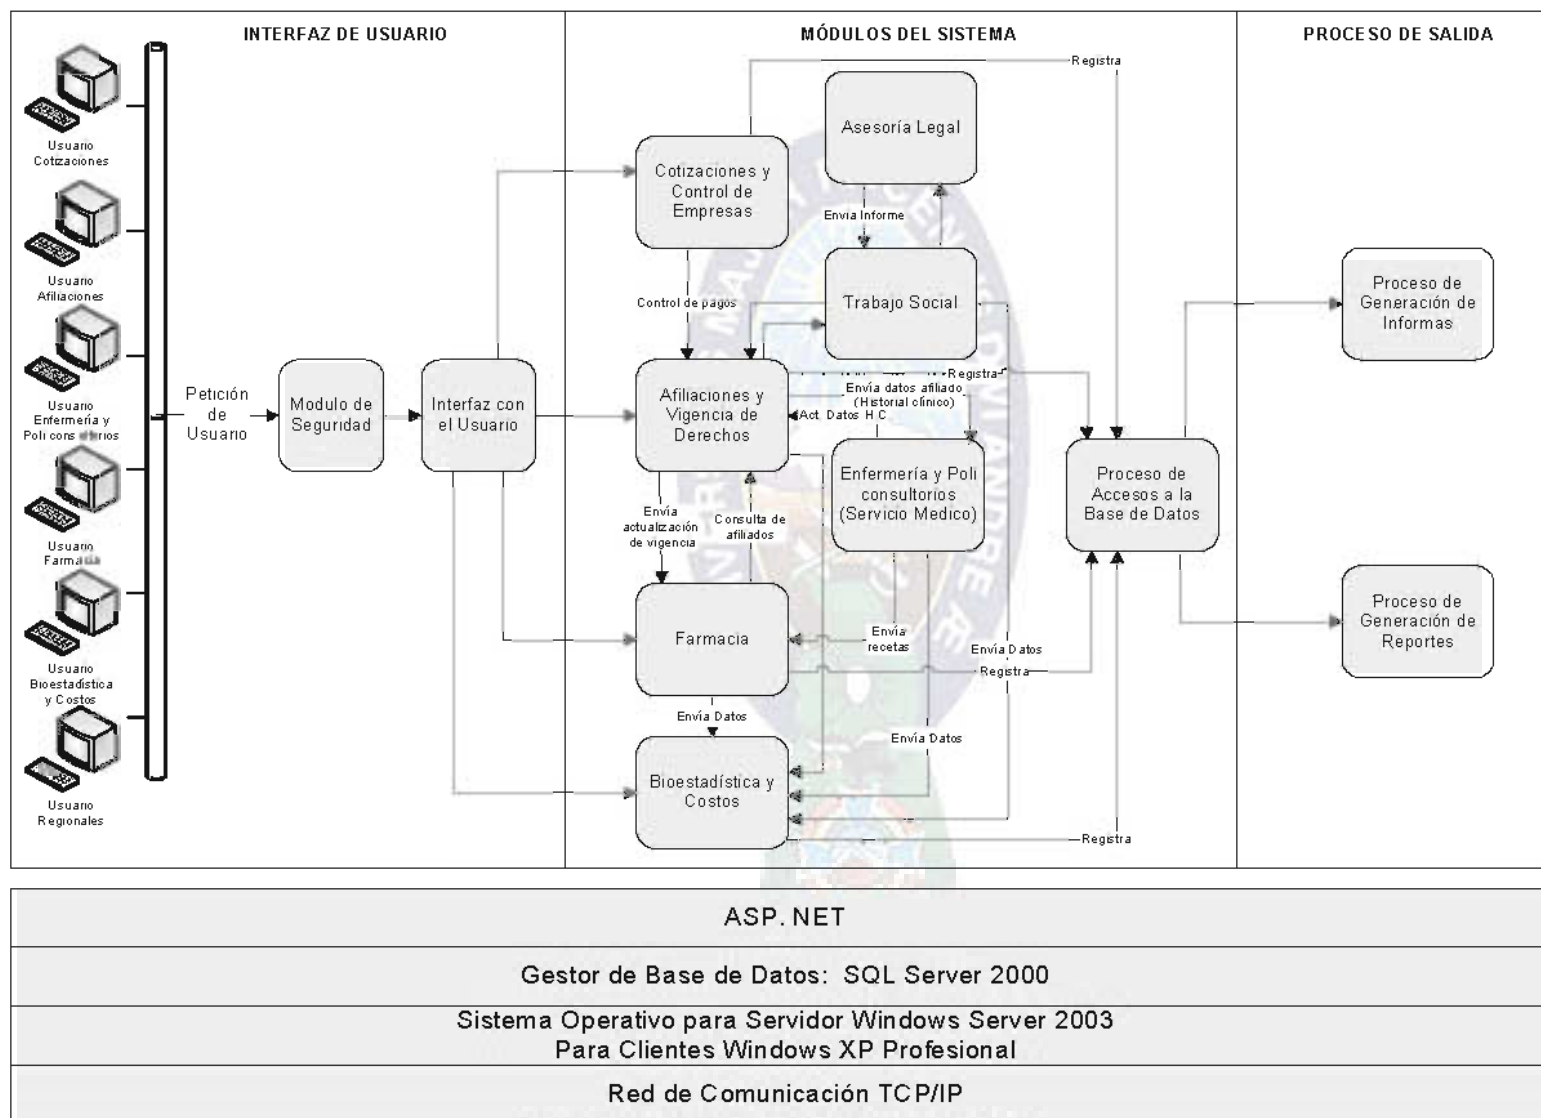 INTERFAZ DE USUARIO
MÓDULOS DEL SISTEMA
PROCESO DE SALIDA
Usuario
Cotizaciones
Usuario
Afiliaciones
Usuario
Enfermería y
Poli cons
Usuario
Farmacia
Usuario
Bioestadística
y Costos
Usuario
Regionales
Petición
de
Usuario
Modulo de
Seguridad
Interfaz con
el Usuario
Registra
Asesoría Legal
Cotizaciones y
Control de
Empresas
Envía Informe
Trabajo Social
Control de pagos
Registra
Afiliaciones y
Vigencia de
Derechos
Envía datos afiliado
(Historial clínico)
Act. Datos H.C
Enfermería y Poli
consultorios
(Servicio Medico)
Envía
actualización
de vigencia
Consulta de
afiliados
Farmacia
Envía
recetas
Envía Datos
Registra
Envía Datos
Envía Datos
Bioestadística y
Costos
Registra
Proceso de
Accesos a la
Base de Datos
Proceso de
Generación de
Informas
Proceso de
Generación de
Reportes
ASP. NET
Gestor de Base de Datos: SQL Server 2000
Sistema Operativo para Servidor Windows Server 2003
Para Clientes Windows XP Profesional
Red de Comunicación TCP/IP